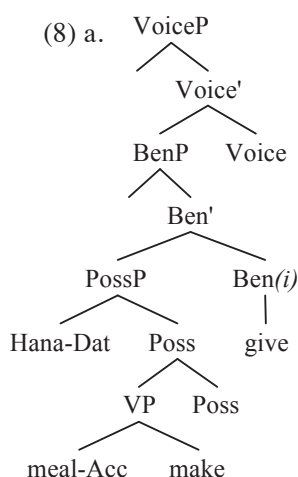 (8) a. VoiceP
Voice'
BenP Voice
Ben'
PossP Ben(i)
Hana-Dat Poss give
VP Poss
meal-Acc make